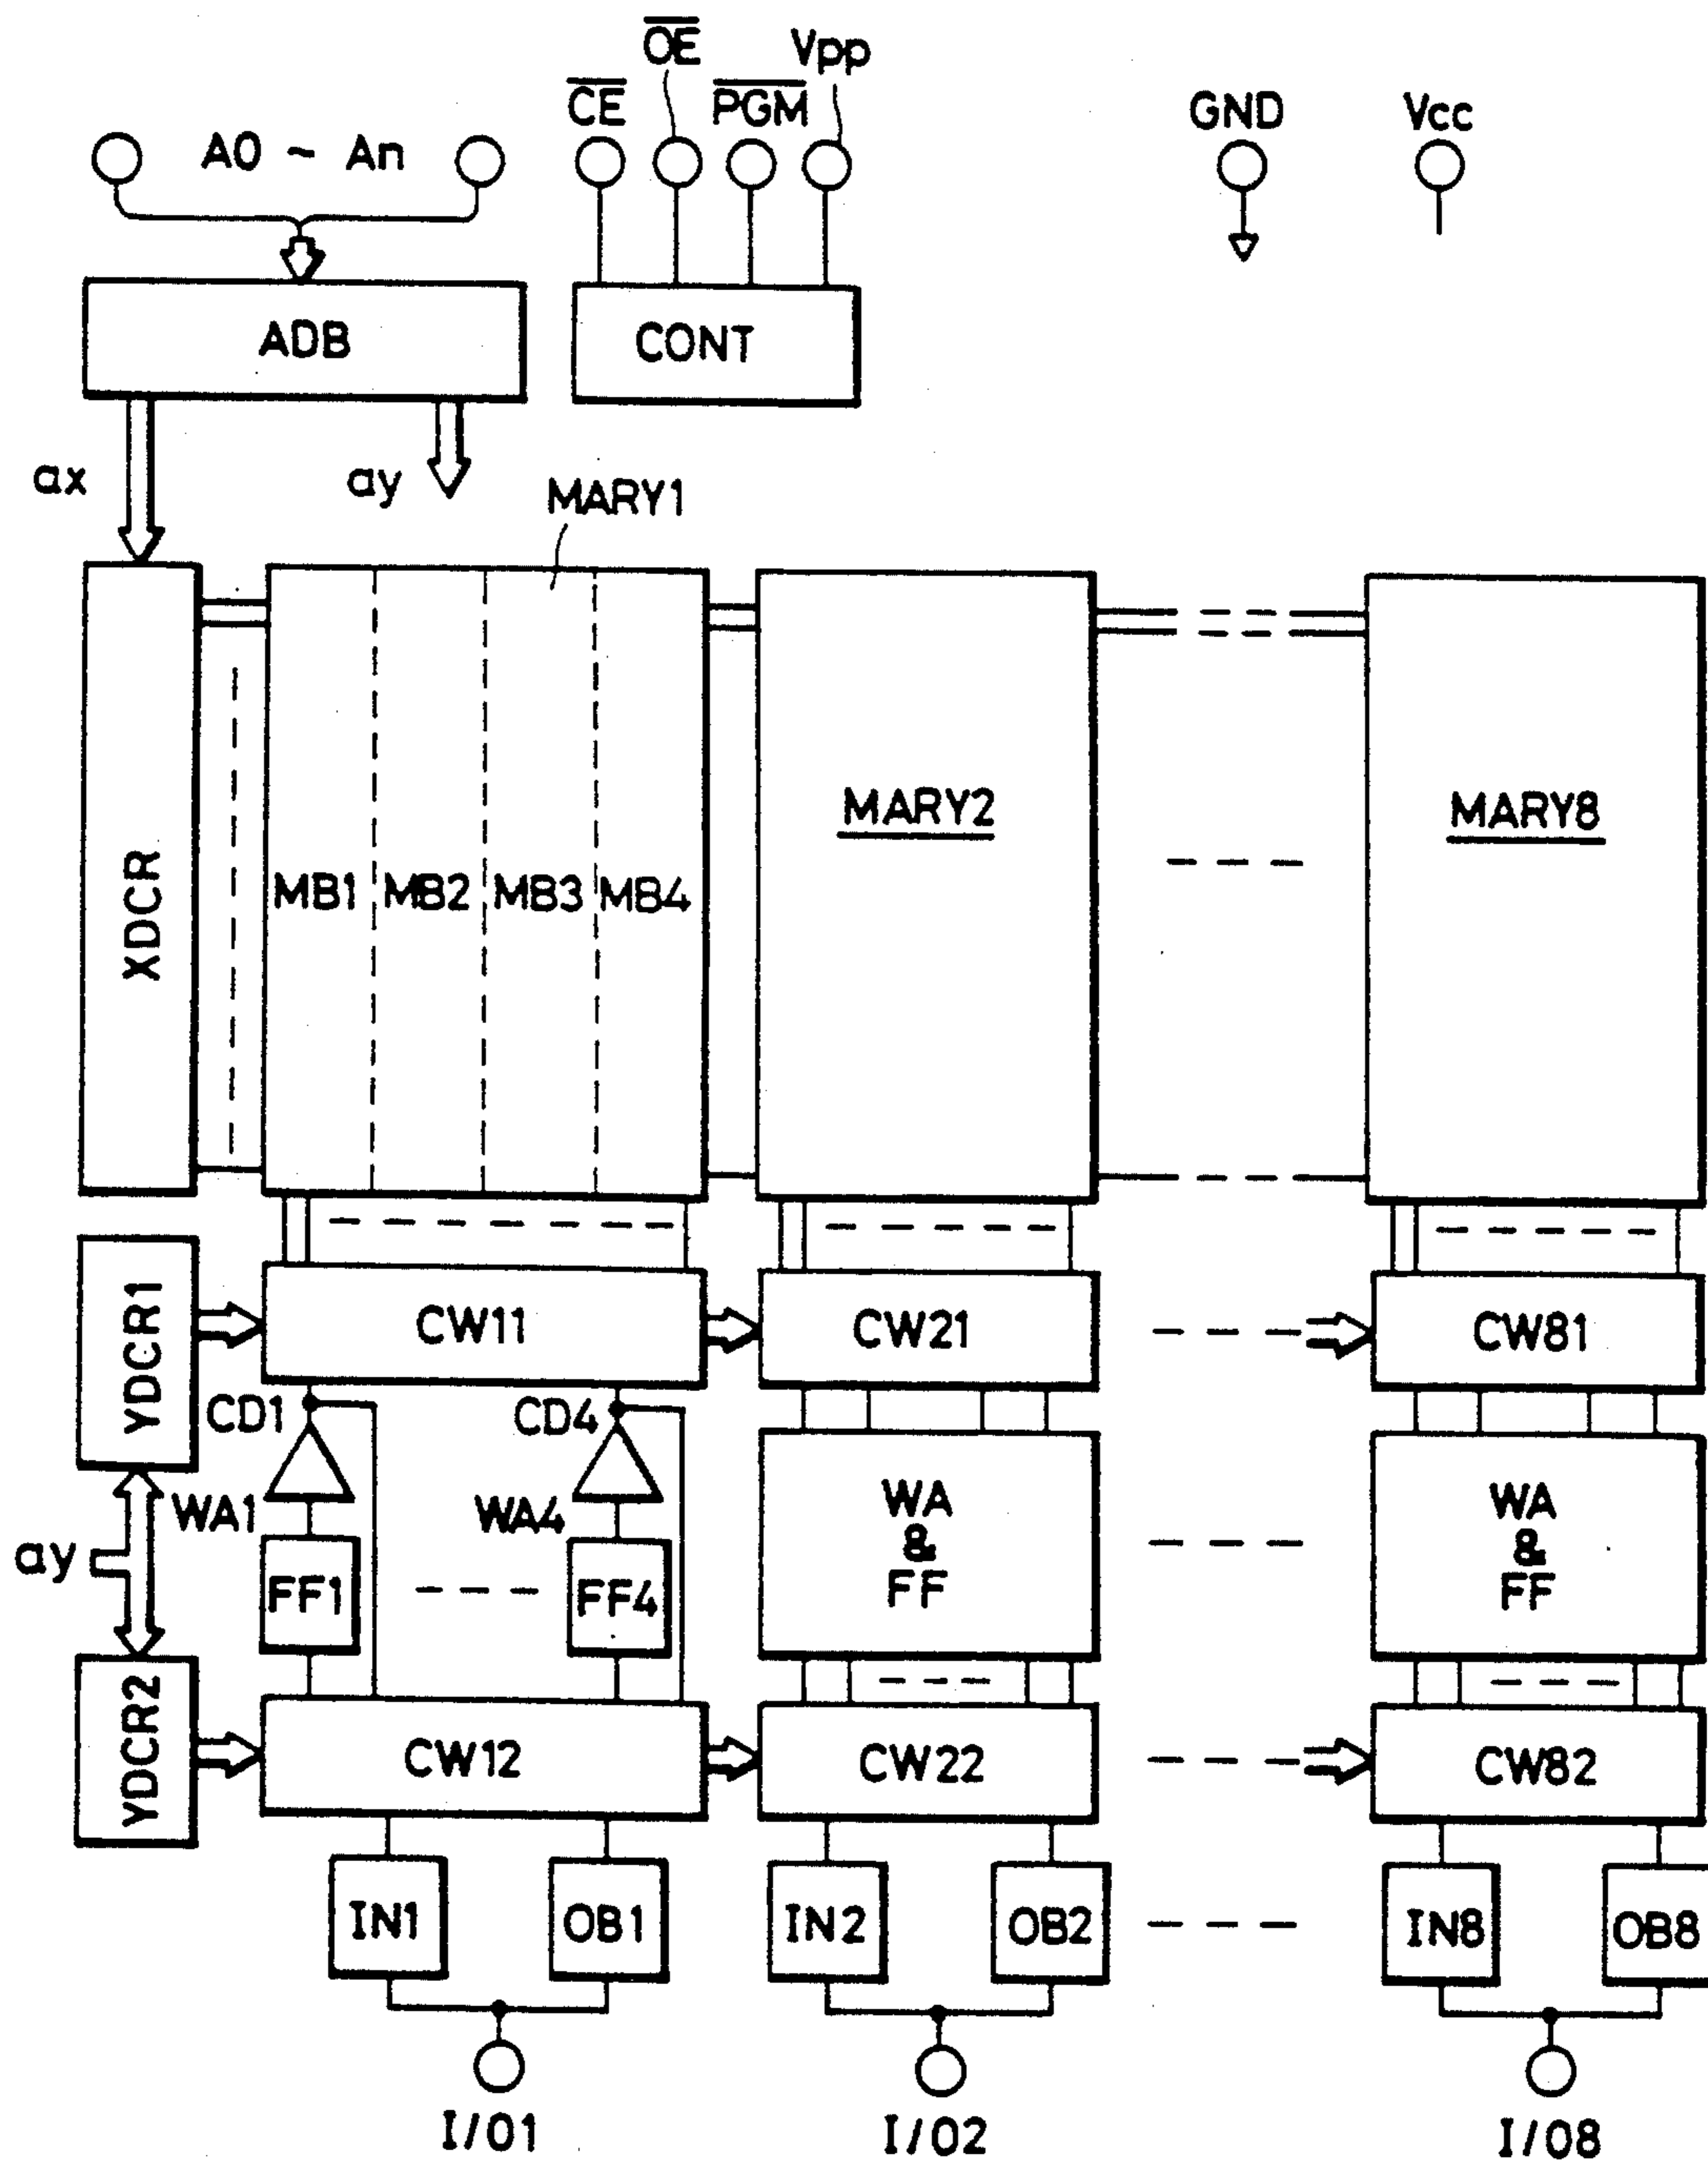 OE Vpp
CE PGM GND Vcc
A0 ~ An
ADB CONT
ax ay MARY1
XDCR MB1 MB2 MB3 MB4 MARY2 MARY8
YDCR1 CW11 CW21 CW81
CD1 CD4
WA1 WA4 WA & FF WA & FF
ay FF1 FF4
YDCR2 CW12 CW22 CW82
IN1 OB1 IN2 OB2 IN8 OB8
I/01 I/02 I/08